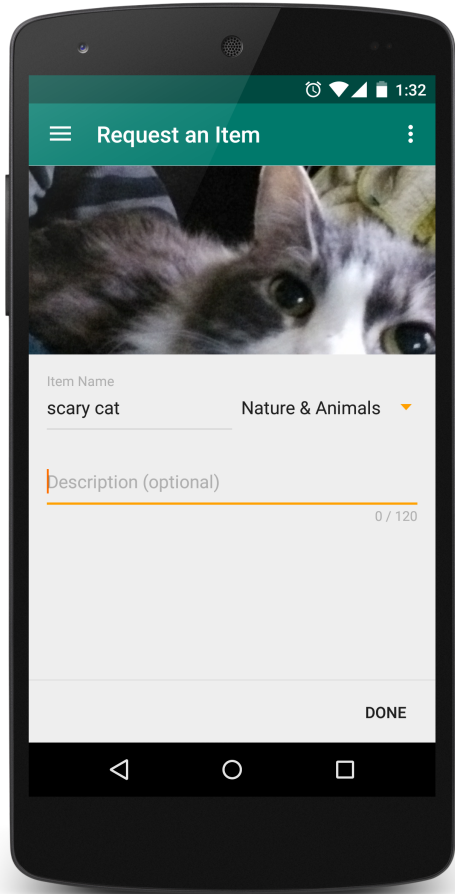 1:32
Request an Item
Item Name
scary cat Nature & Animals
Description (optional)
0 / 120
DONE